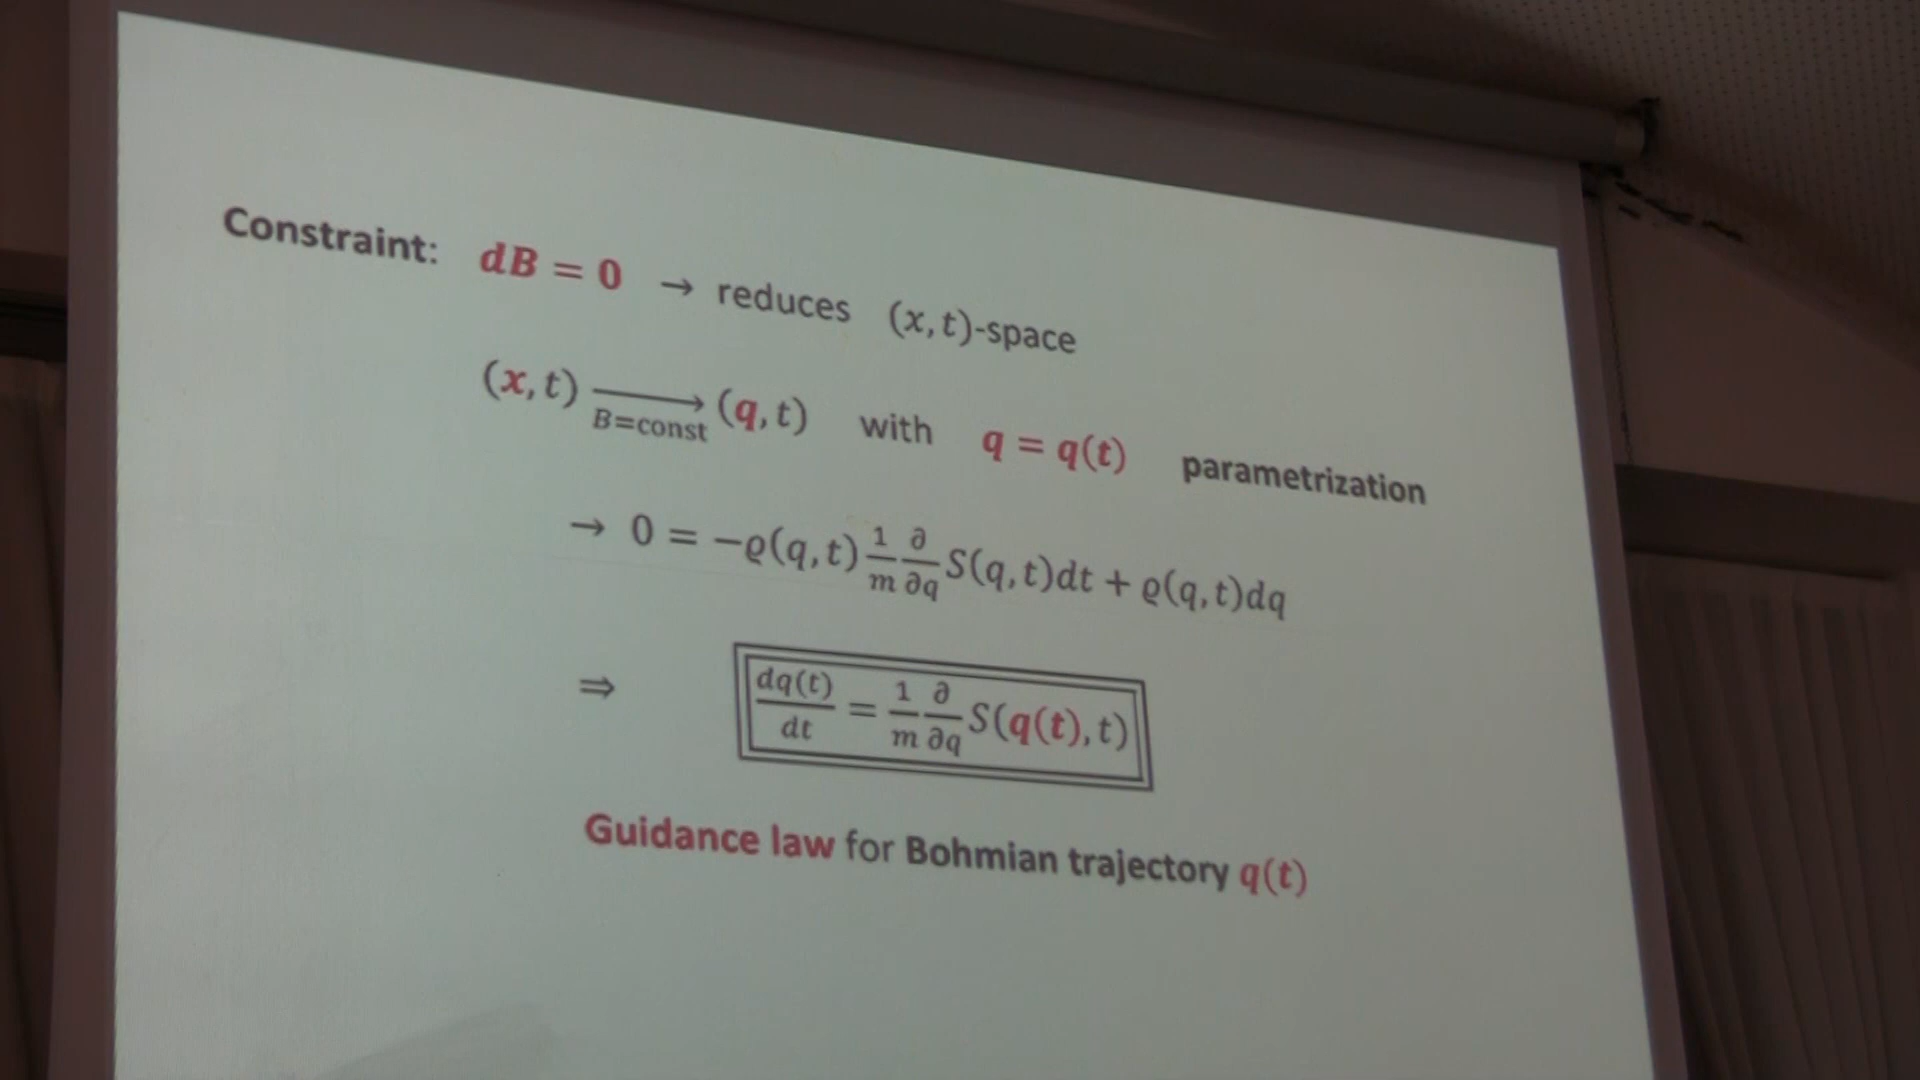 Constraint: dB = 0 → reduces (x, t)-space
(x, t) ⟶ (q, t) with q = q(t) parametrization
B=const
→ 0 = −ϱ(q, t) 1/m ∂/∂q S(q, t)dt + ϱ(q, t)dq
⇒ dq(t)/dt = 1/m ∂/∂q S(q(t), t)
Guidance law for Bohmian trajectory q(t)